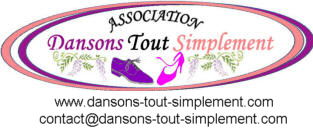 ASSOCIATION
Dansons Tout Simplement
www.dansons-tout-simplement.com
contact@dansons-tout-simplement.com